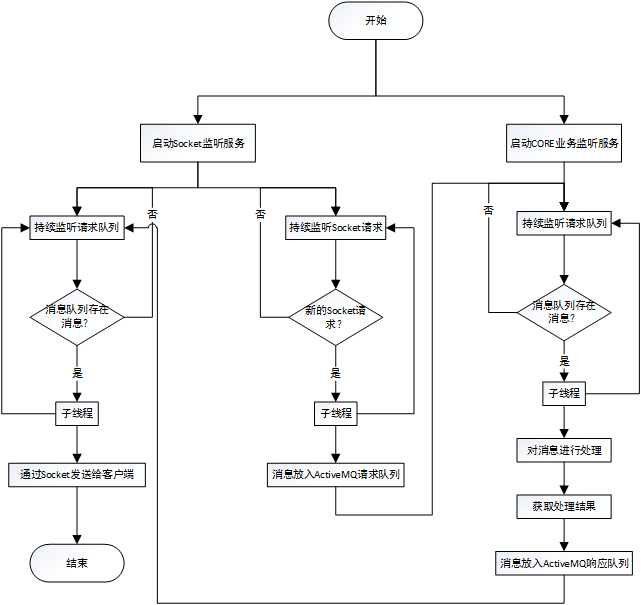 开始
启动Socket监听服务
启动CORE业务监听服务
否
否
否
持续监听请求队列
持续监听Socket请求
持续监听请求队列
消息队列存在
消息?
新的Socket请
求?
消息队列存在
消息?
是
是
是
子线程
子线程
子线程
通过Socket发送给客户端
消息放入ActiveMQ请求队列
对消息进行处理
获取处理结果
结束
消息放入ActiveMQ响应队列